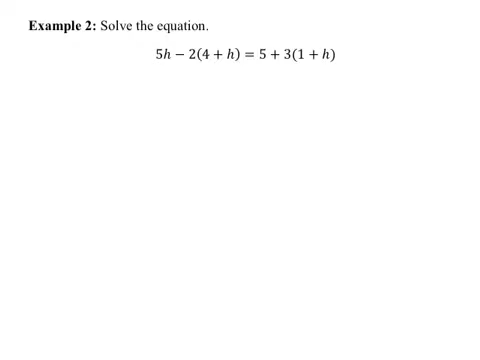 Example 2: Solve the equation.
5ℎ − 2(4 + ℎ) = 5 + 3(1 + ℎ)